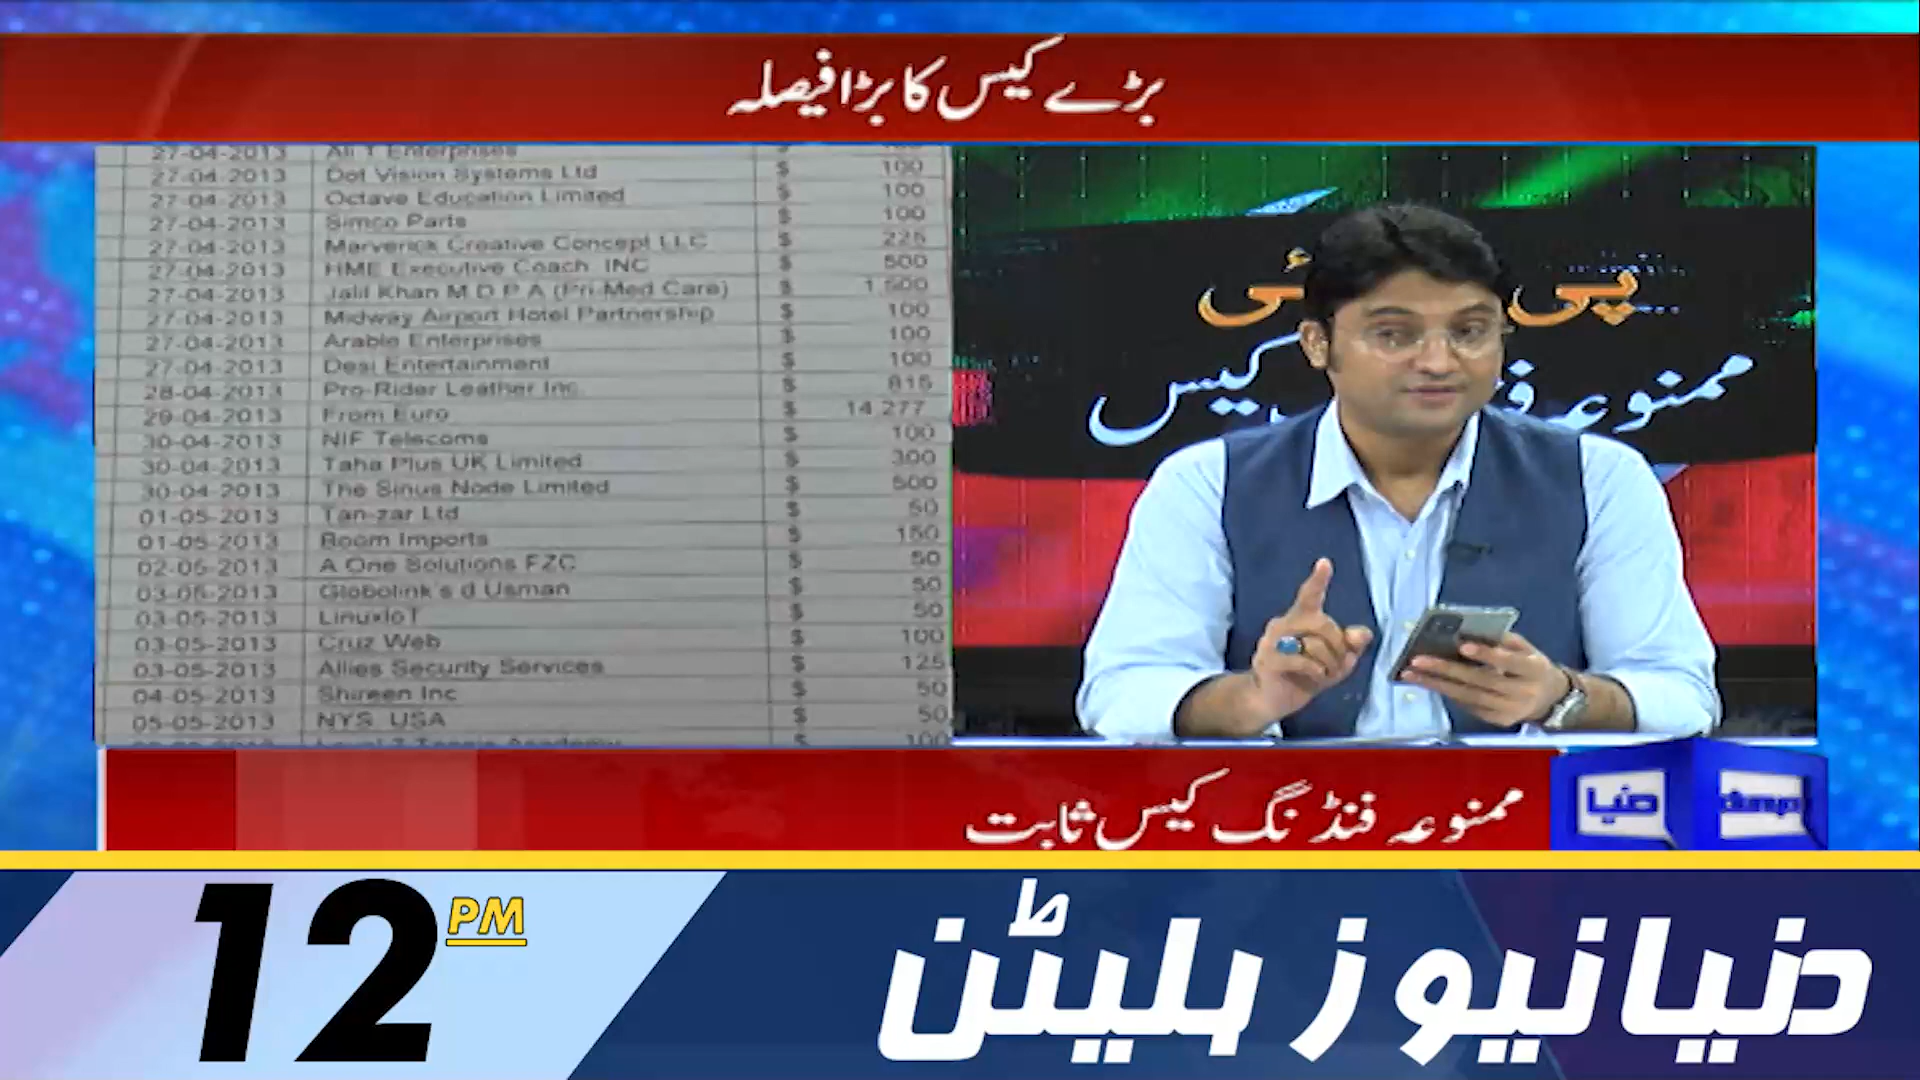 بڑے کیس کا بڑا فیصلہ
27-04-2013 Ali T Enterprises $
27-04-2013 Dot Vision Systems Ltd $ 100
27-04-2013 Octave Education Limited $ 100
27-04-2013 Simco Parts $ 100
27-04-2013 Marverick Creative Concept LLC $ 225
27-04-2013 HME Executive Coach INC $ 500
27-04-2013 Jalil Khan M D P A (Pri-Med Care) $ 1,500
27-04-2013 Midway Airport Hotel Partnership $ 100
27-04-2013 Arable Enterprises $ 100
27-04-2013 Desi Entertainment $ 100
28-04-2013 Pro-Rider Leather Inc. $ 815
29-04-2013 From Euro $ 14,277
30-04-2013 NIF Telecoms $ 100
30-04-2013 Taha Plus UK Limited $ 300
30-04-2013 The Sinus Node Limited $ 500
01-05-2013 Tan-zar Ltd $ 50
01-05-2013 Room Imports $ 150
02-05-2013 A One Solutions FZC $ 50
03-05-2013 Globolink's d Usman $ 50
03-05-2013 LinuxIoT $ 50
03-05-2013 Cruz Web $ 100
03-05-2013 Allies Security Services $ 125
04-05-2013 Shireen Inc $ 50
05-05-2013 NYS. USA $ 50
$ 100
پی ئی
ممنوعہ کیس
ممنوعہ فنڈنگ کیس ثابت
دنیا
12 PM
دنیا نیوز بلیٹن